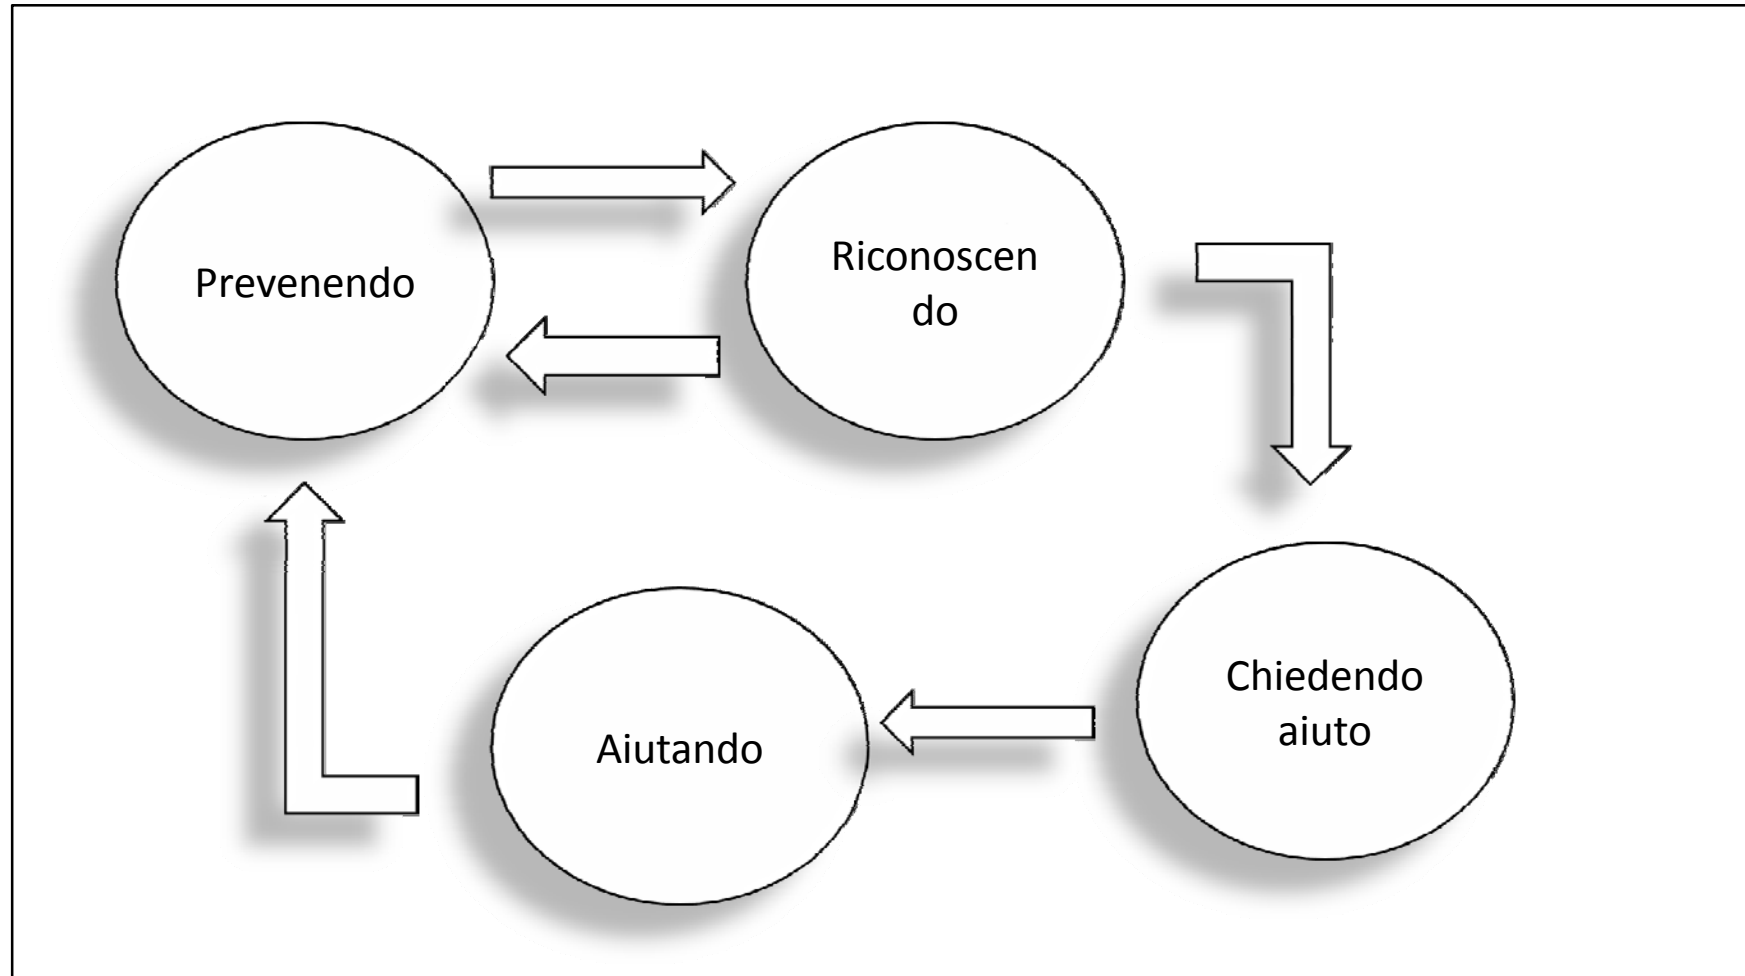 Prevenendo
Riconoscen
do
Chiedendo
aiuto
Aiutando